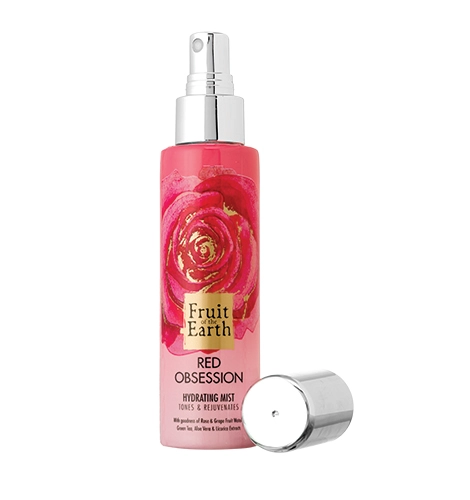 Fruit
of the
Earth
RED
OBSESSION
HYDRATING MIST
TONES & REJUVENATES
With goodness of Rose & Grape Fruit Water
Green Tea, Aloe Vera & Licorice Extracts